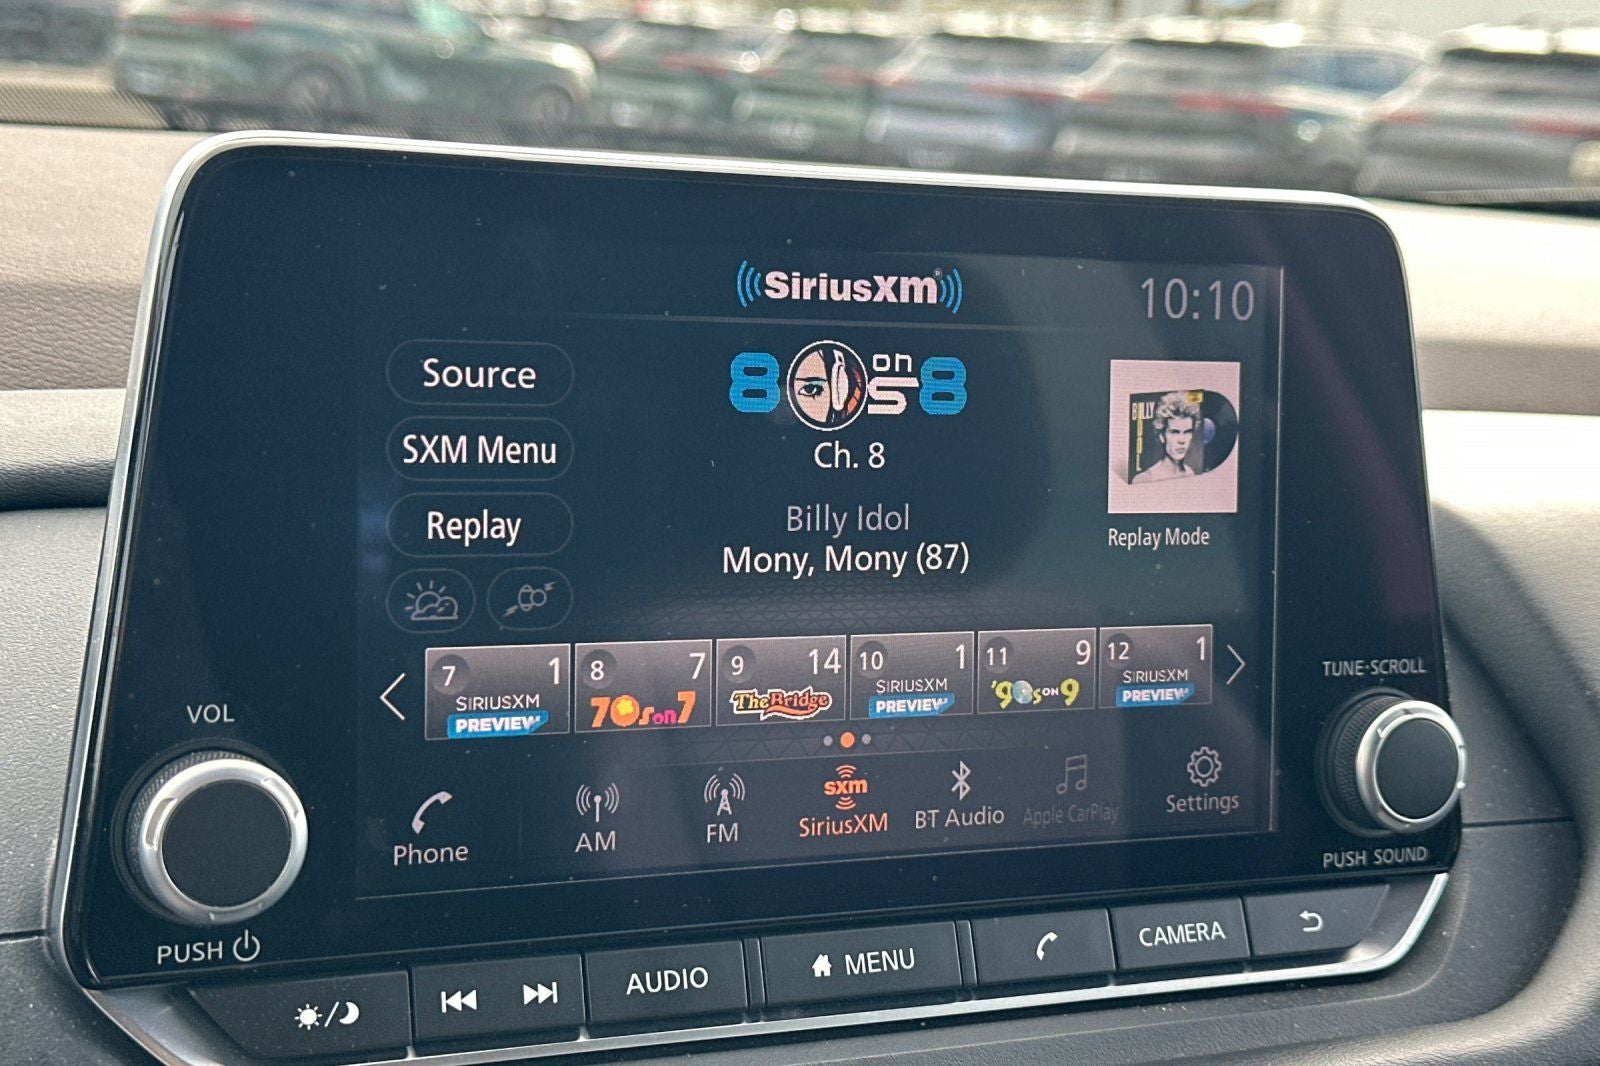 SiriusXM®
10:10
Source
80s on 8
SXM Menu
Ch. 8
BILLY IDOL
Replay
Billy Idol
Mony, Mony (87)
Replay Mode
7 1
SIRIUSXM
PREVIEW
8 7
70s on 7
9 14
The Bridge
10 1
SIRIUSXM
PREVIEW
11 9
'90s ON 9
12 1
SIRIUSXM
PREVIEW
TUNE·SCROLL
VOL
Phone
AM
FM
sxm
SiriusXM
BT Audio
Apple CarPlay
Settings
PUSH SOUND
PUSH
AUDIO
MENU
CAMERA